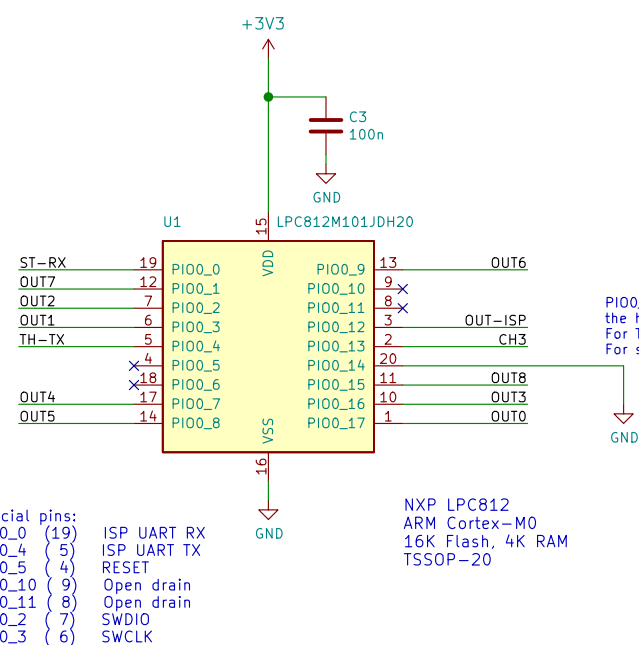 +3V3
C3
100n
GND
U1
LPC812M101JDH20
15
VDD
ST-RX 19 PIO0_0
OUT7 12 PIO0_1
OUT2 7 PIO0_2
OUT1 6 PIO0_3
TH-TX 5 PIO0_4
4 PIO0_5
18 PIO0_6
OUT4 17 PIO0_7
OUT5 14 PIO0_8
PIO0_9 13 OUT6
PIO0_10 9
PIO0_11 8
PIO0_12 3 OUT-ISP
PIO0_13 2 CH3
PIO0_14 20
PIO0_15 11 OUT8
PIO0_16 10 OUT3
PIO0_17 1 OUT0
VSS
16
GND
GND
PIO0_
the
For
For
NXP LPC812
ARM Cortex-M0
16K Flash, 4K RAM
TSSOP-20
cial pins:
0_0 (19) ISP UART RX
0_4 ( 5) ISP UART TX
0_5 ( 4) RESET
0_10 ( 9) Open drain
0_11 ( 8) Open drain
0_2 ( 7) SWDIO
0_3 ( 6) SWCLK